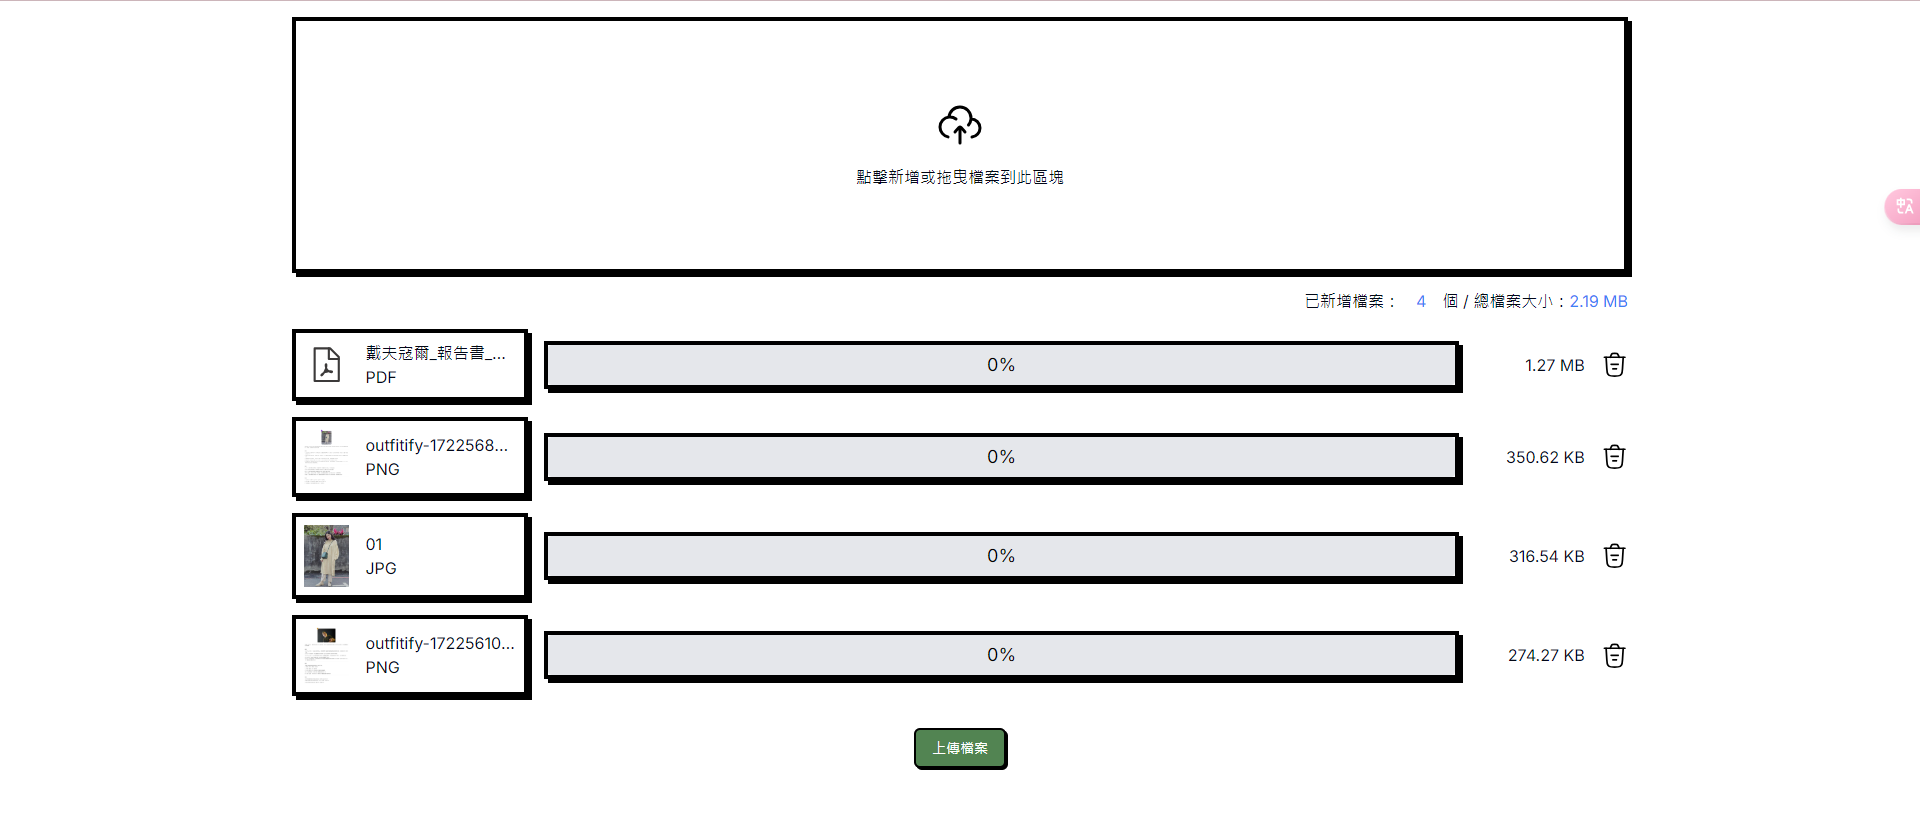 點擊新增或拖曳檔案到此區塊
已新增檔案： 4 個 / 總檔案大小：2.19 MB
戴夫寇爾_報告書_...
PDF
0%
1.27 MB
outfitify-1722568...
PNG
0%
350.62 KB
01
JPG
0%
316.54 KB
outfitify-17225610...
PNG
0%
274.27 KB
上傳檔案